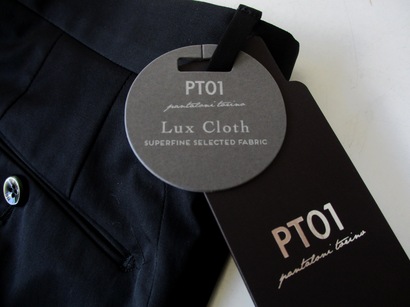 PT01
pantaloni torino
Lux Cloth
SUPERFINE SELECTED FABRIC
PT01
pantaloni torino